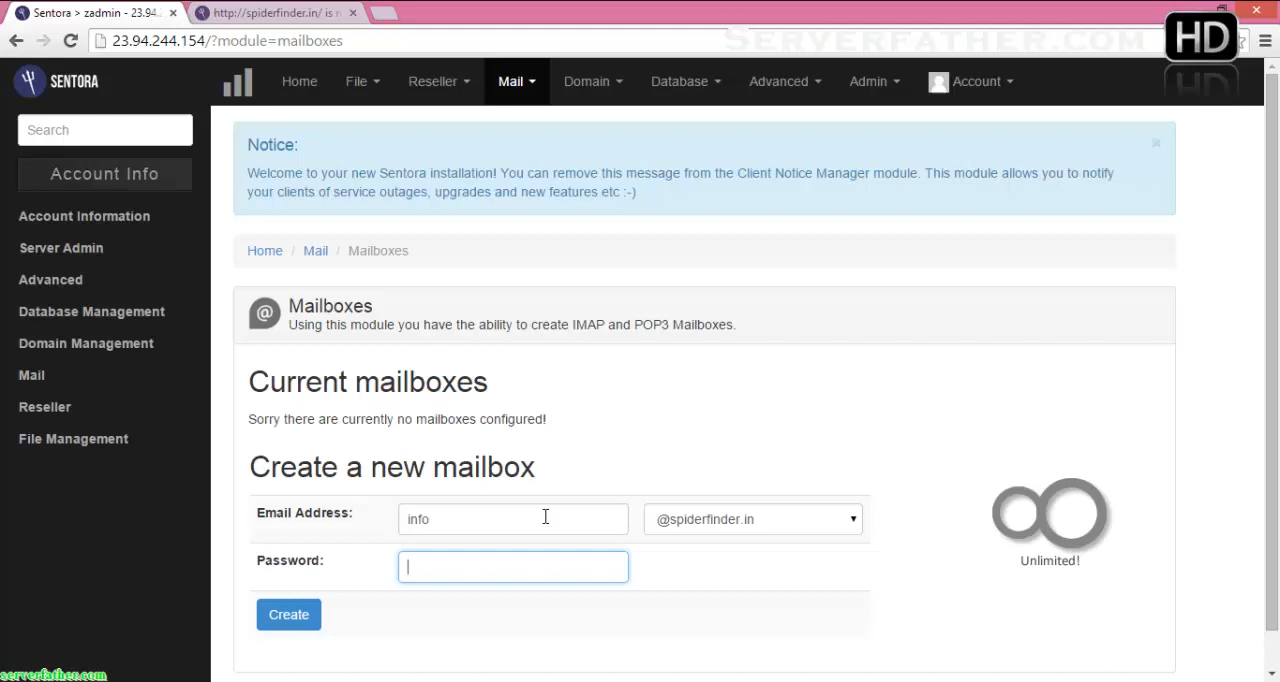 Sentora > zadmin - 23.94.
http://spiderfinder.in/ is r
23.94.244.154/?module=mailboxes
SERVERFATHER.COM
HD
SENTORA
Home
File
Reseller
Mail
Domain
Database
Advanced
Admin
Account
Search
Account Info
Account Information
Server Admin
Advanced
Database Management
Domain Management
Mail
Reseller
File Management
Notice:
Welcome to your new Sentora installation! You can remove this message from the Client Notice Manager module. This module allows you to notify
your clients of service outages, upgrades and new features etc :-)
Home / Mail / Mailboxes
@
Mailboxes
Using this module you have the ability to create IMAP and POP3 Mailboxes.
Current mailboxes
Sorry there are currently no mailboxes configured!
Create a new mailbox
Email Address:
info
@spiderfinder.in
Password:
Create
Unlimited!
serverfather.com